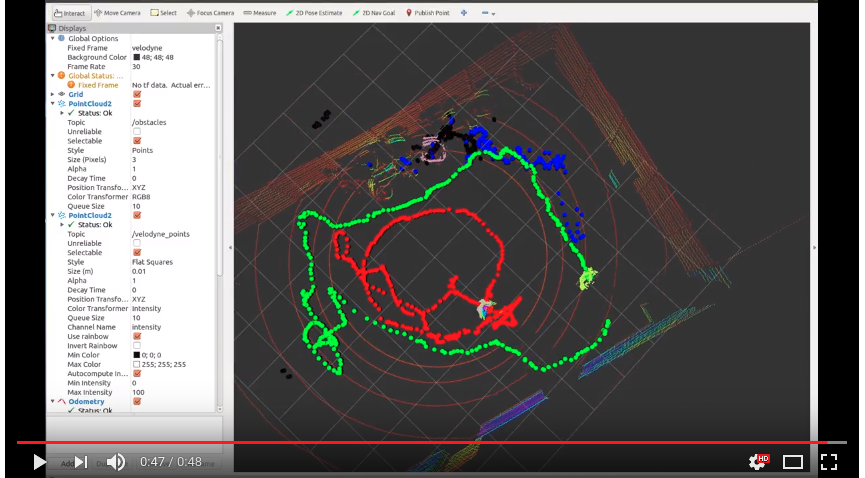 Interact Move Camera Select Focus Camera Measure 2D Pose Estimate 2D Nav Goal Publish Point
Displays
Global Options
Fixed Frame velodyne
Background Color 48; 48; 48
Frame Rate 30
Global Status: ...
Fixed Frame No tf data. Actual err...
Grid
PointCloud2
Status: Ok
Topic /obstacles
Unreliable
Selectable
Style Points
Size (Pixels) 3
Alpha 1
Decay Time 0
Position Transfo... XYZ
Color Transformer RGB8
Queue Size 10
PointCloud2
Status: Ok
Topic /velodyne_points
Unreliable
Selectable
Style Flat Squares
Size (m) 0.01
Alpha 1
Decay Time 0
Position Transfo... XYZ
Color Transformer Intensity
Queue Size 10
Channel Name intensity
Use rainbow
Invert Rainbow
Min Color 0; 0; 0
Max Color 255; 255; 255
Autocompute In...
Min Intensity 0
Max Intensity 100
Odometry
Status: Ok
Add
0:47 / 0:48
HD